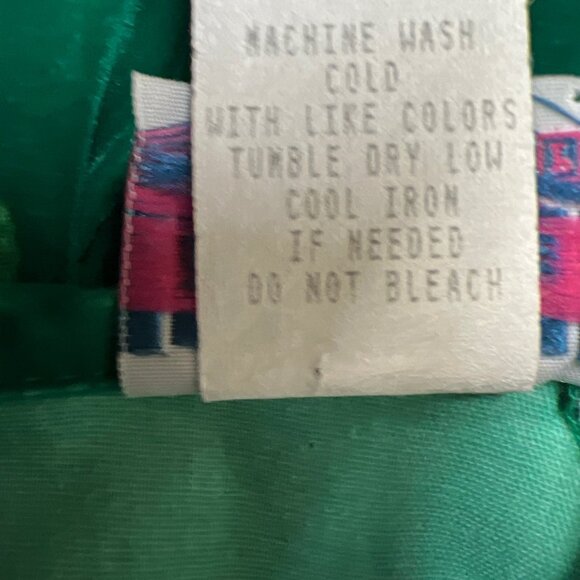 MACHINE WASH
COLD
WITH LIKE COLORS
TUMBLE DRY LOW
COOL IRON
IF NEEDED
DO NOT BLEACH